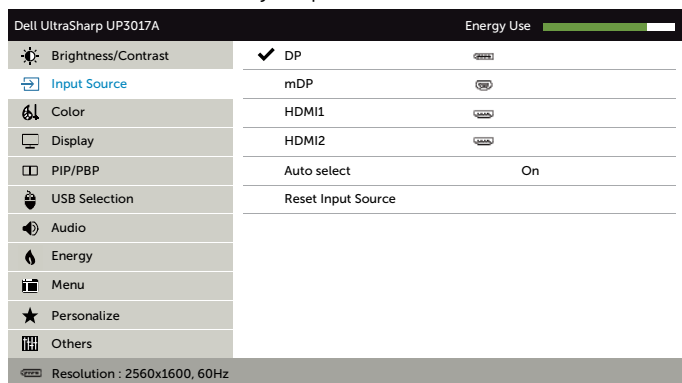 Dell UltraSharp UP3017A
Energy Use
Brightness/Contrast
Input Source
Color
Display
PIP/PBP
USB Selection
Audio
Energy
Menu
Personalize
Others
DP
mDP
HDMI1
HDMI2
Auto select On
Reset Input Source
Resolution : 2560x1600, 60Hz